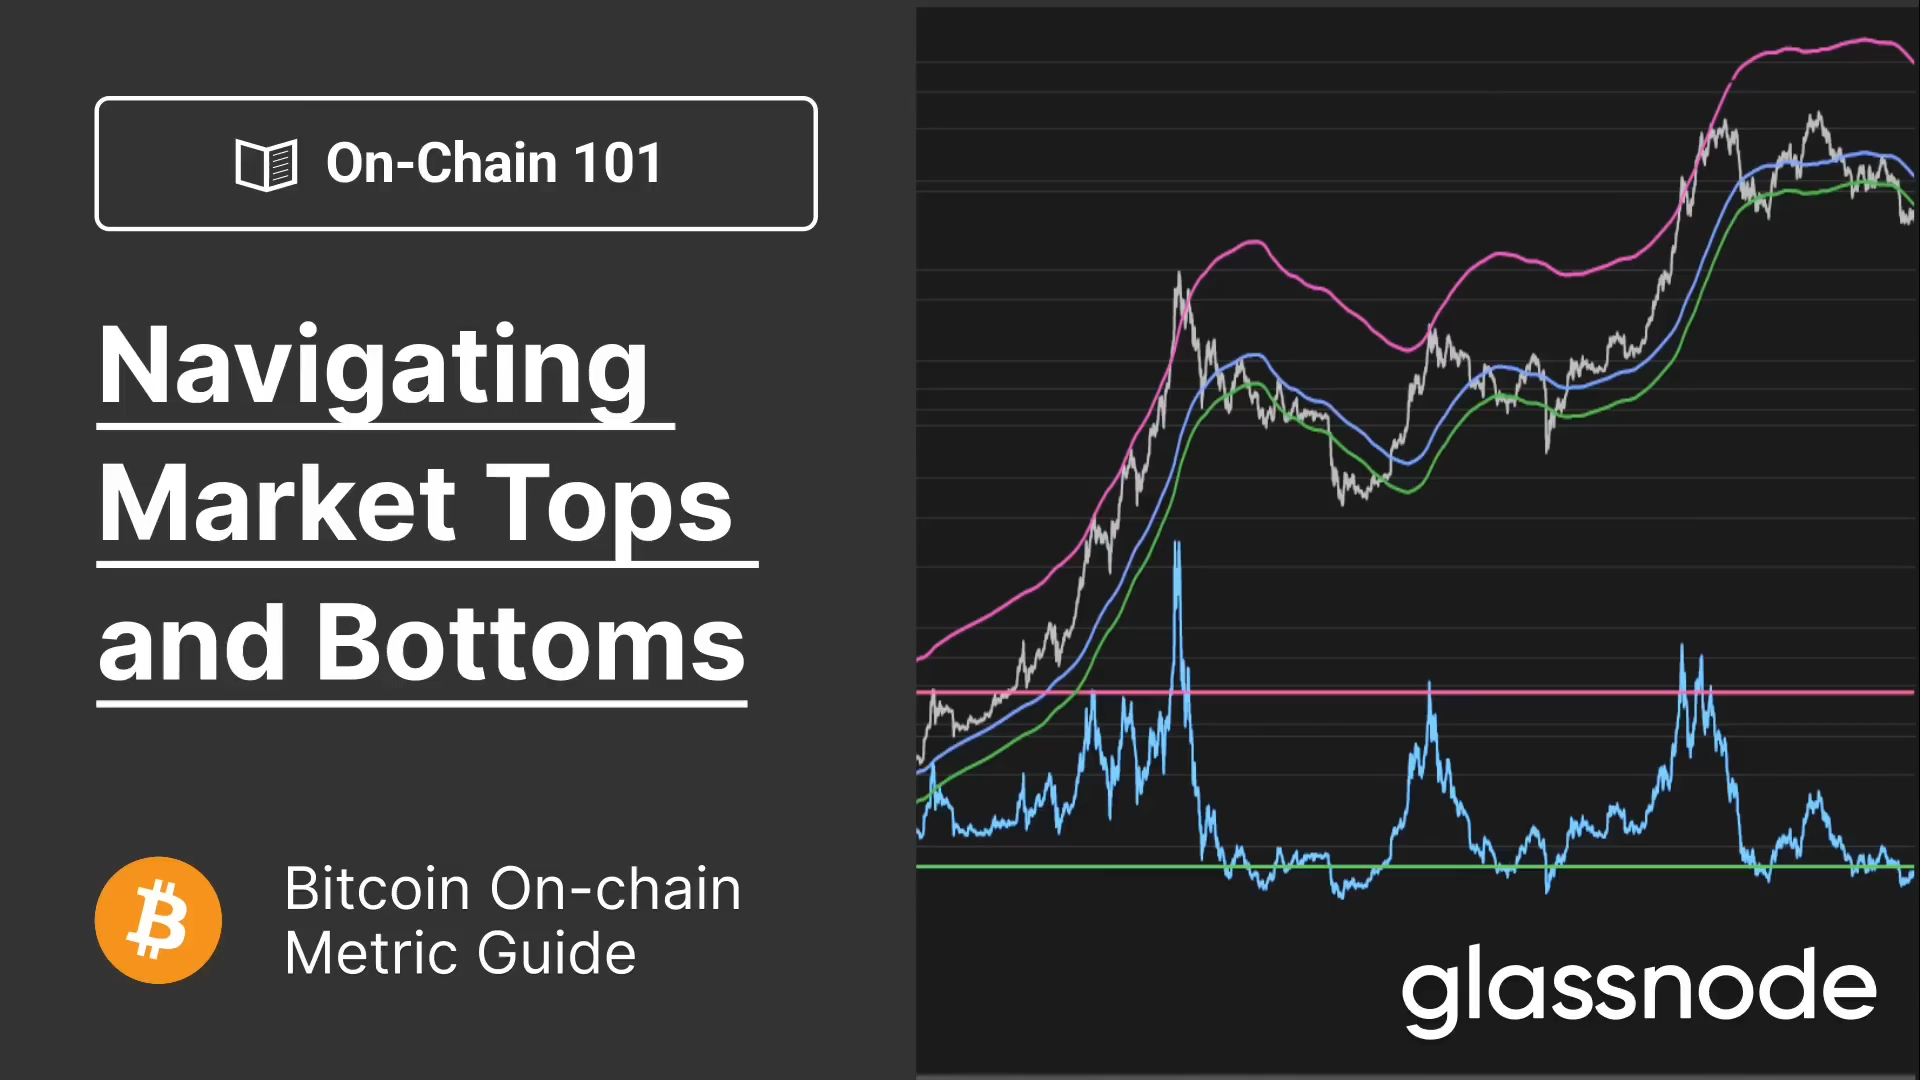 On-Chain 101
Navigating
Market Tops
and Bottoms
Bitcoin On-chain
Metric Guide
glassnode